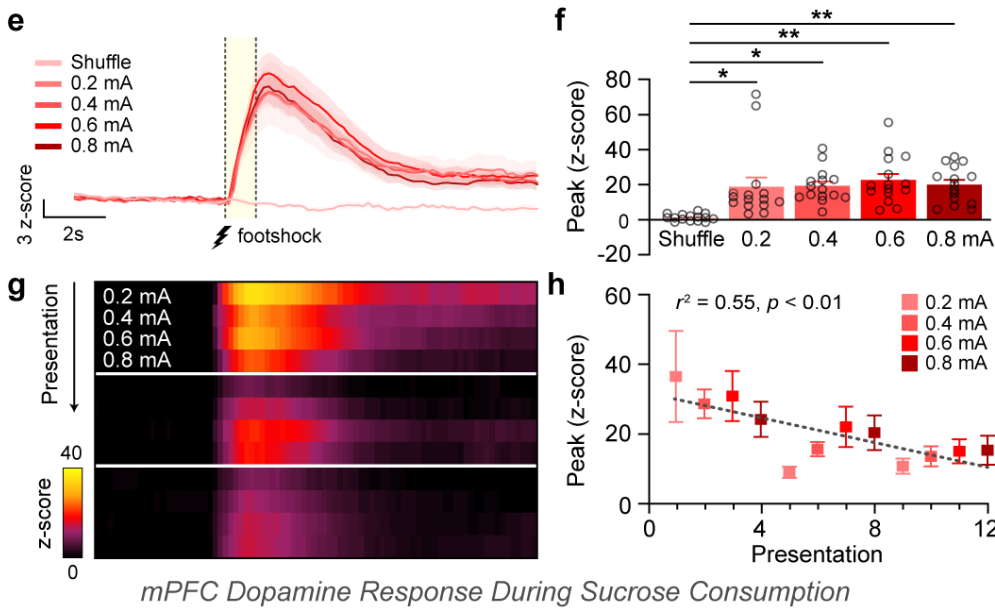 e
Shuffle
0.2 mA
0.4 mA
0.6 mA
0.8 mA
3 z-score
2s
footshock
f
**
**
*
*
Peak (z-score)
80
60
40
20
0
-20
Shuffle 0.2 0.4 0.6 0.8 mA
g
Presentation
0.2 mA
0.4 mA
0.6 mA
0.8 mA
40
z-score
0
h
r² = 0.55, p < 0.01
0.2 mA
0.4 mA
0.6 mA
0.8 mA
Peak (z-score)
60
40
20
0
0 4 8 12
Presentation
mPFC Dopamine Response During Sucrose Consumption